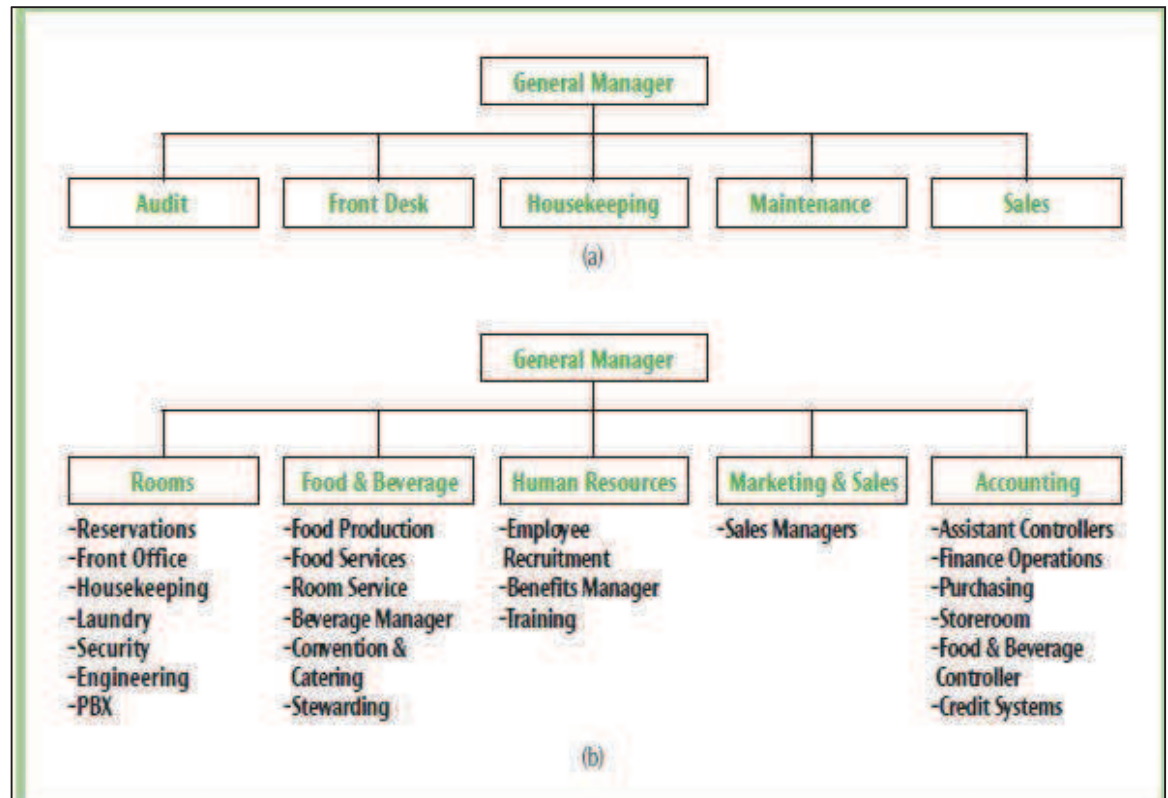 General Manager
Audit
Front Desk
Housekeeping
Maintenance
Sales
(a)
General Manager
Rooms
-Reservations
-Front Office
-Housekeeping
-Laundry
-Security
-Engineering
-PBX
Food & Beverage
-Food Production
-Food Services
-Room Service
-Beverage Manager
-Convention &
Catering
-Stewarding
Human Resources
-Employee
Recruitment
-Benefits Manager
-Training
Marketing & Sales
-Sales Managers
Accounting
-Assistant Controllers
-Finance Operations
-Purchasing
-Storeroom
-Food & Beverage
Controller
-Credit Systems
(b)